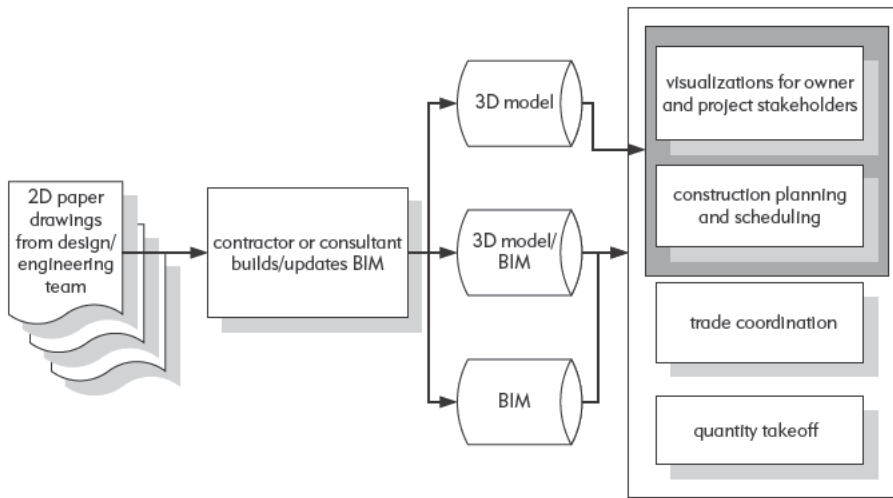 2D paper
drawings
from design/
engineering
team
contractor or consultant
builds/updates BIM
3D model
3D model/
BIM
BIM
visualizations for owner
and project stakeholders
construction planning
and scheduling
trade coordination
quantity takeoff